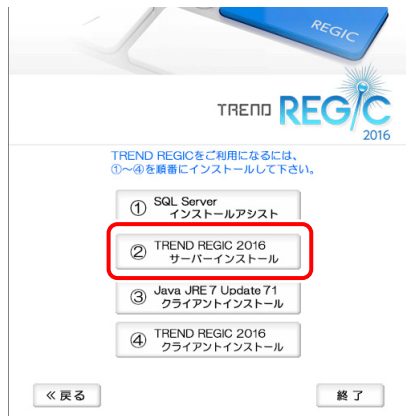 REGIC
TREND REGIC
2016
TREND REGICをご利用になるには、
①~④を順番にインストールして下さい。
① SQL Server
インストールアシスト
② TREND REGIC 2016
サーバーインストール
③ Java JRE7 Update71
クライアントインストール
④ TREND REGIC 2016
クライアントインストール
≪戻る
終了